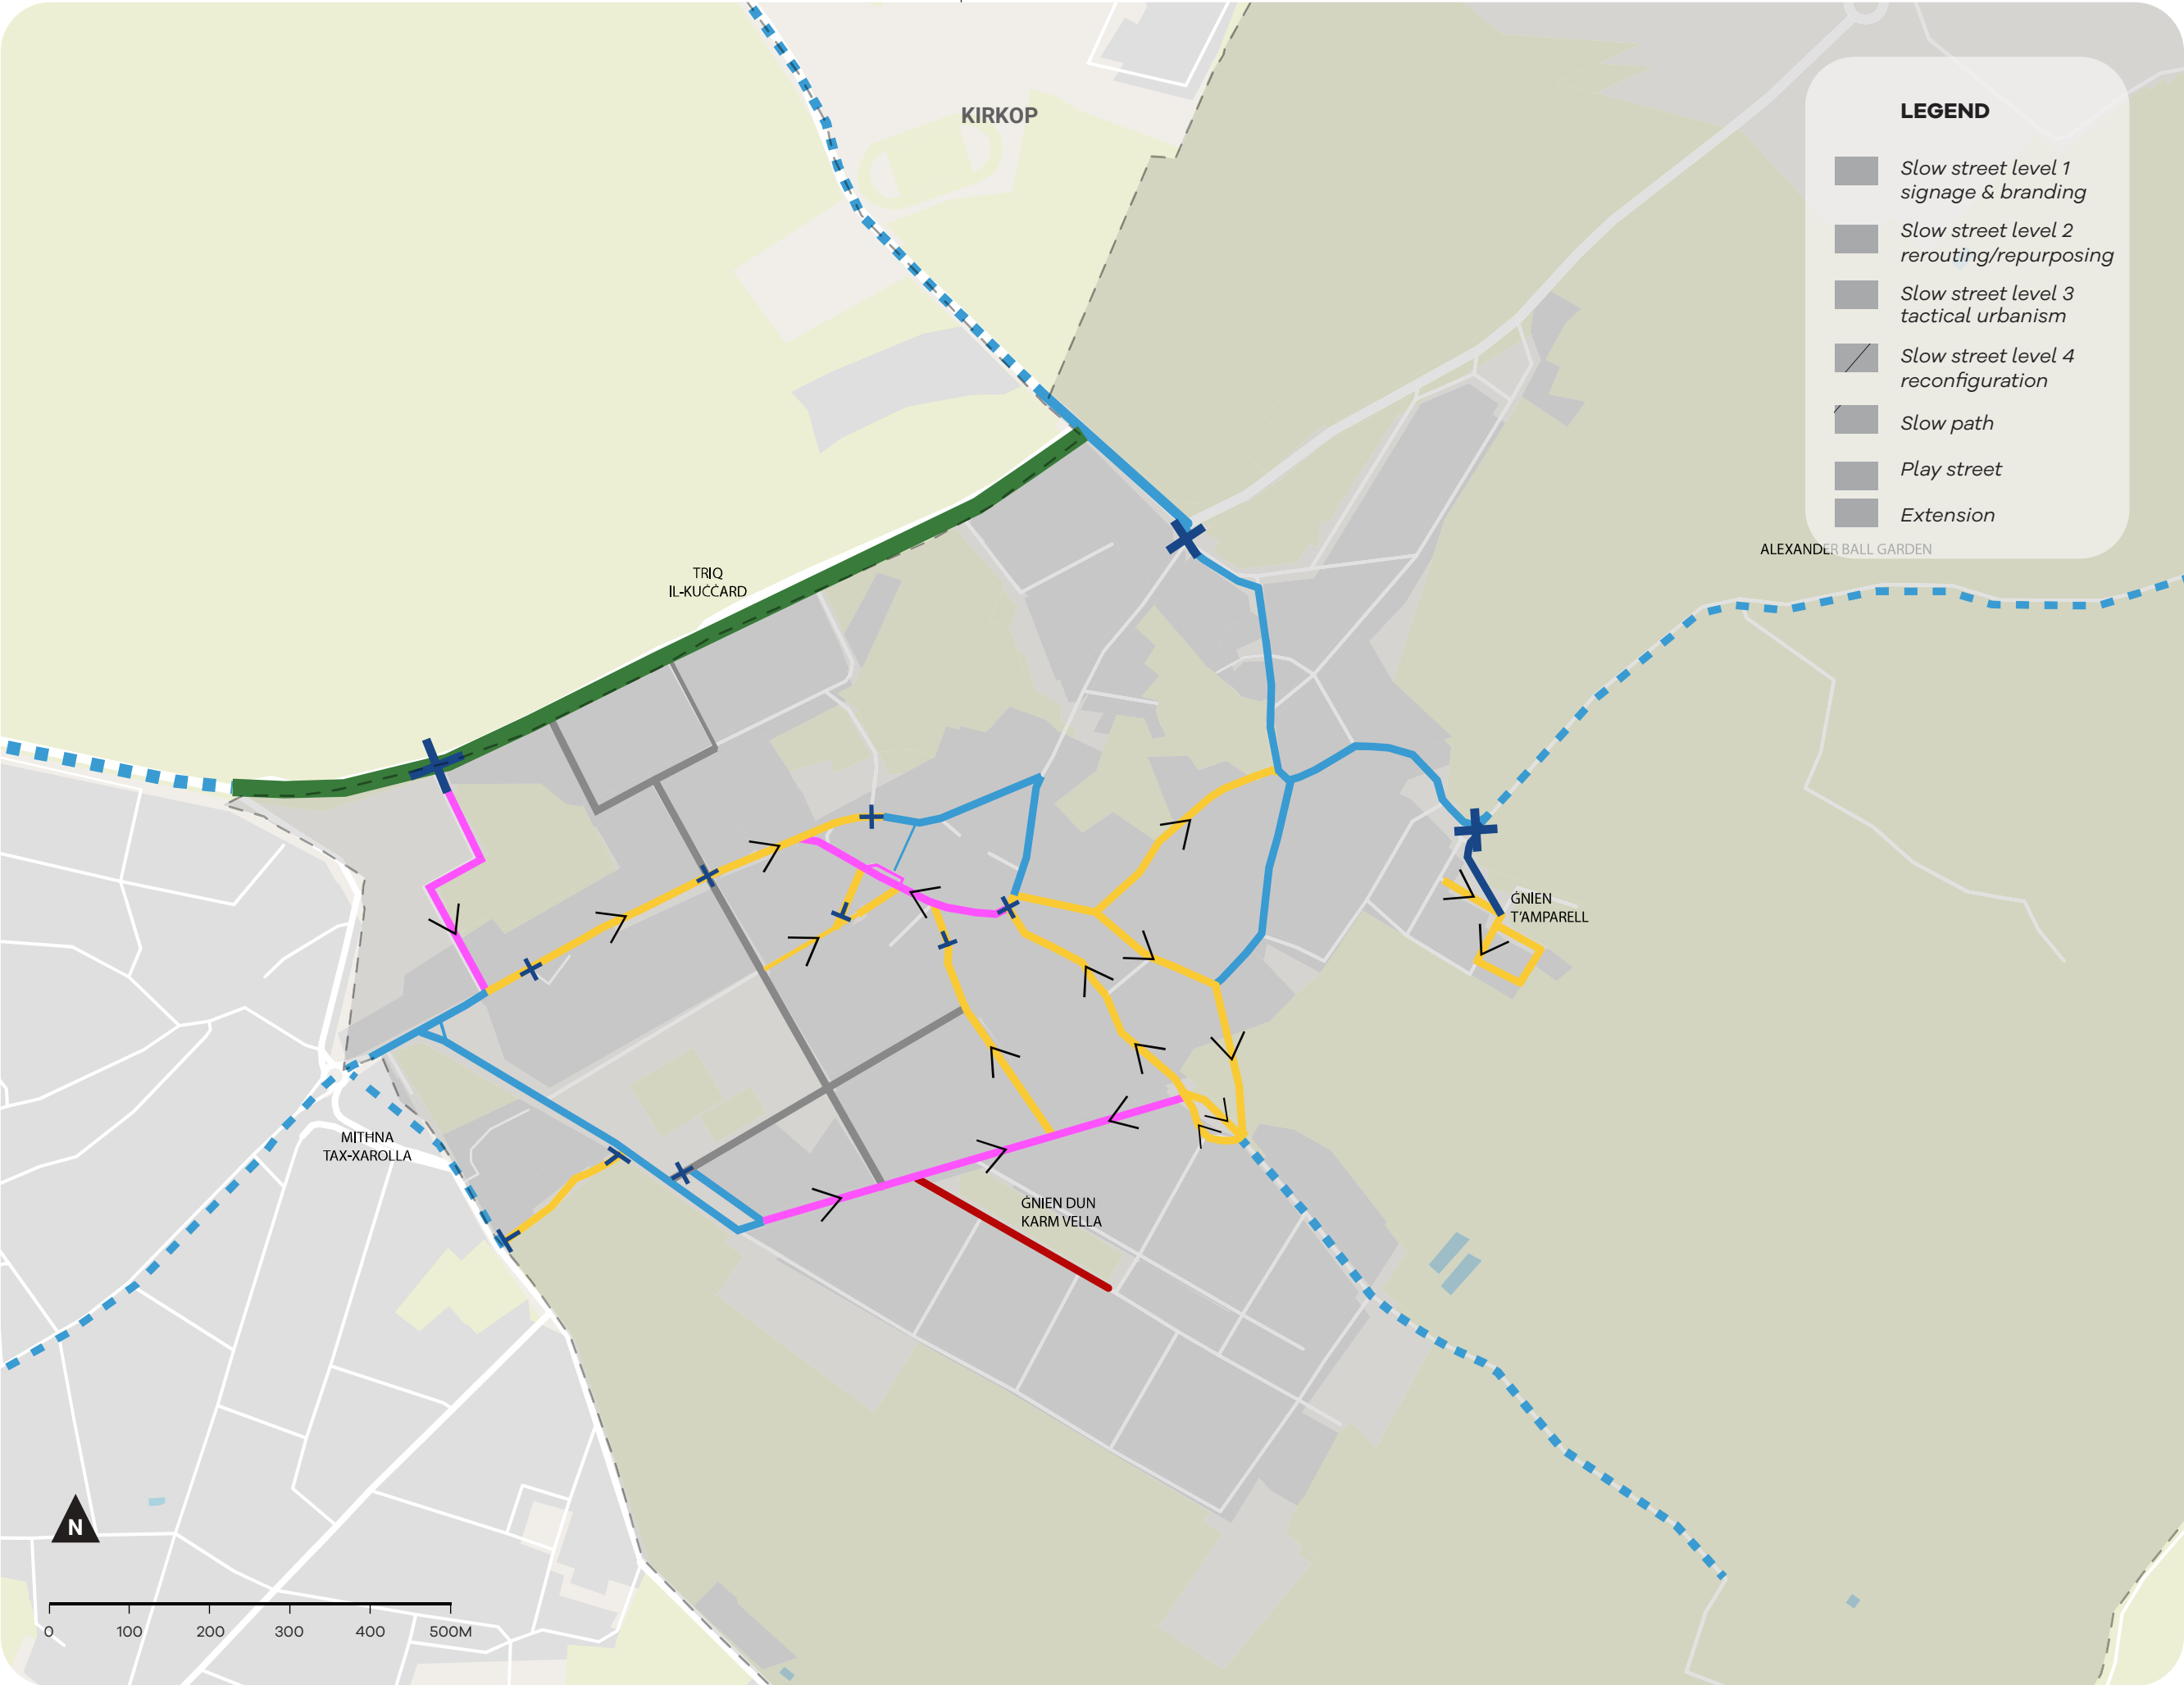 KIRKOP
LEGEND
Slow street level 1
signage & branding
Slow street level 2
rerouting/repurposing
Slow street level 3
tactical urbanism
Slow street level 4
reconfiguration
Slow path
Play street
Extension
ALEXANDER BALL GARDEN
TRIQ
IL-KUĊĊARD
ĠNIEN
T'AMPARELL
MITHNA
TAX-XAROLLA
ĠNIEN DUN
KARM VELLA
N
0 100 200 300 400 500M